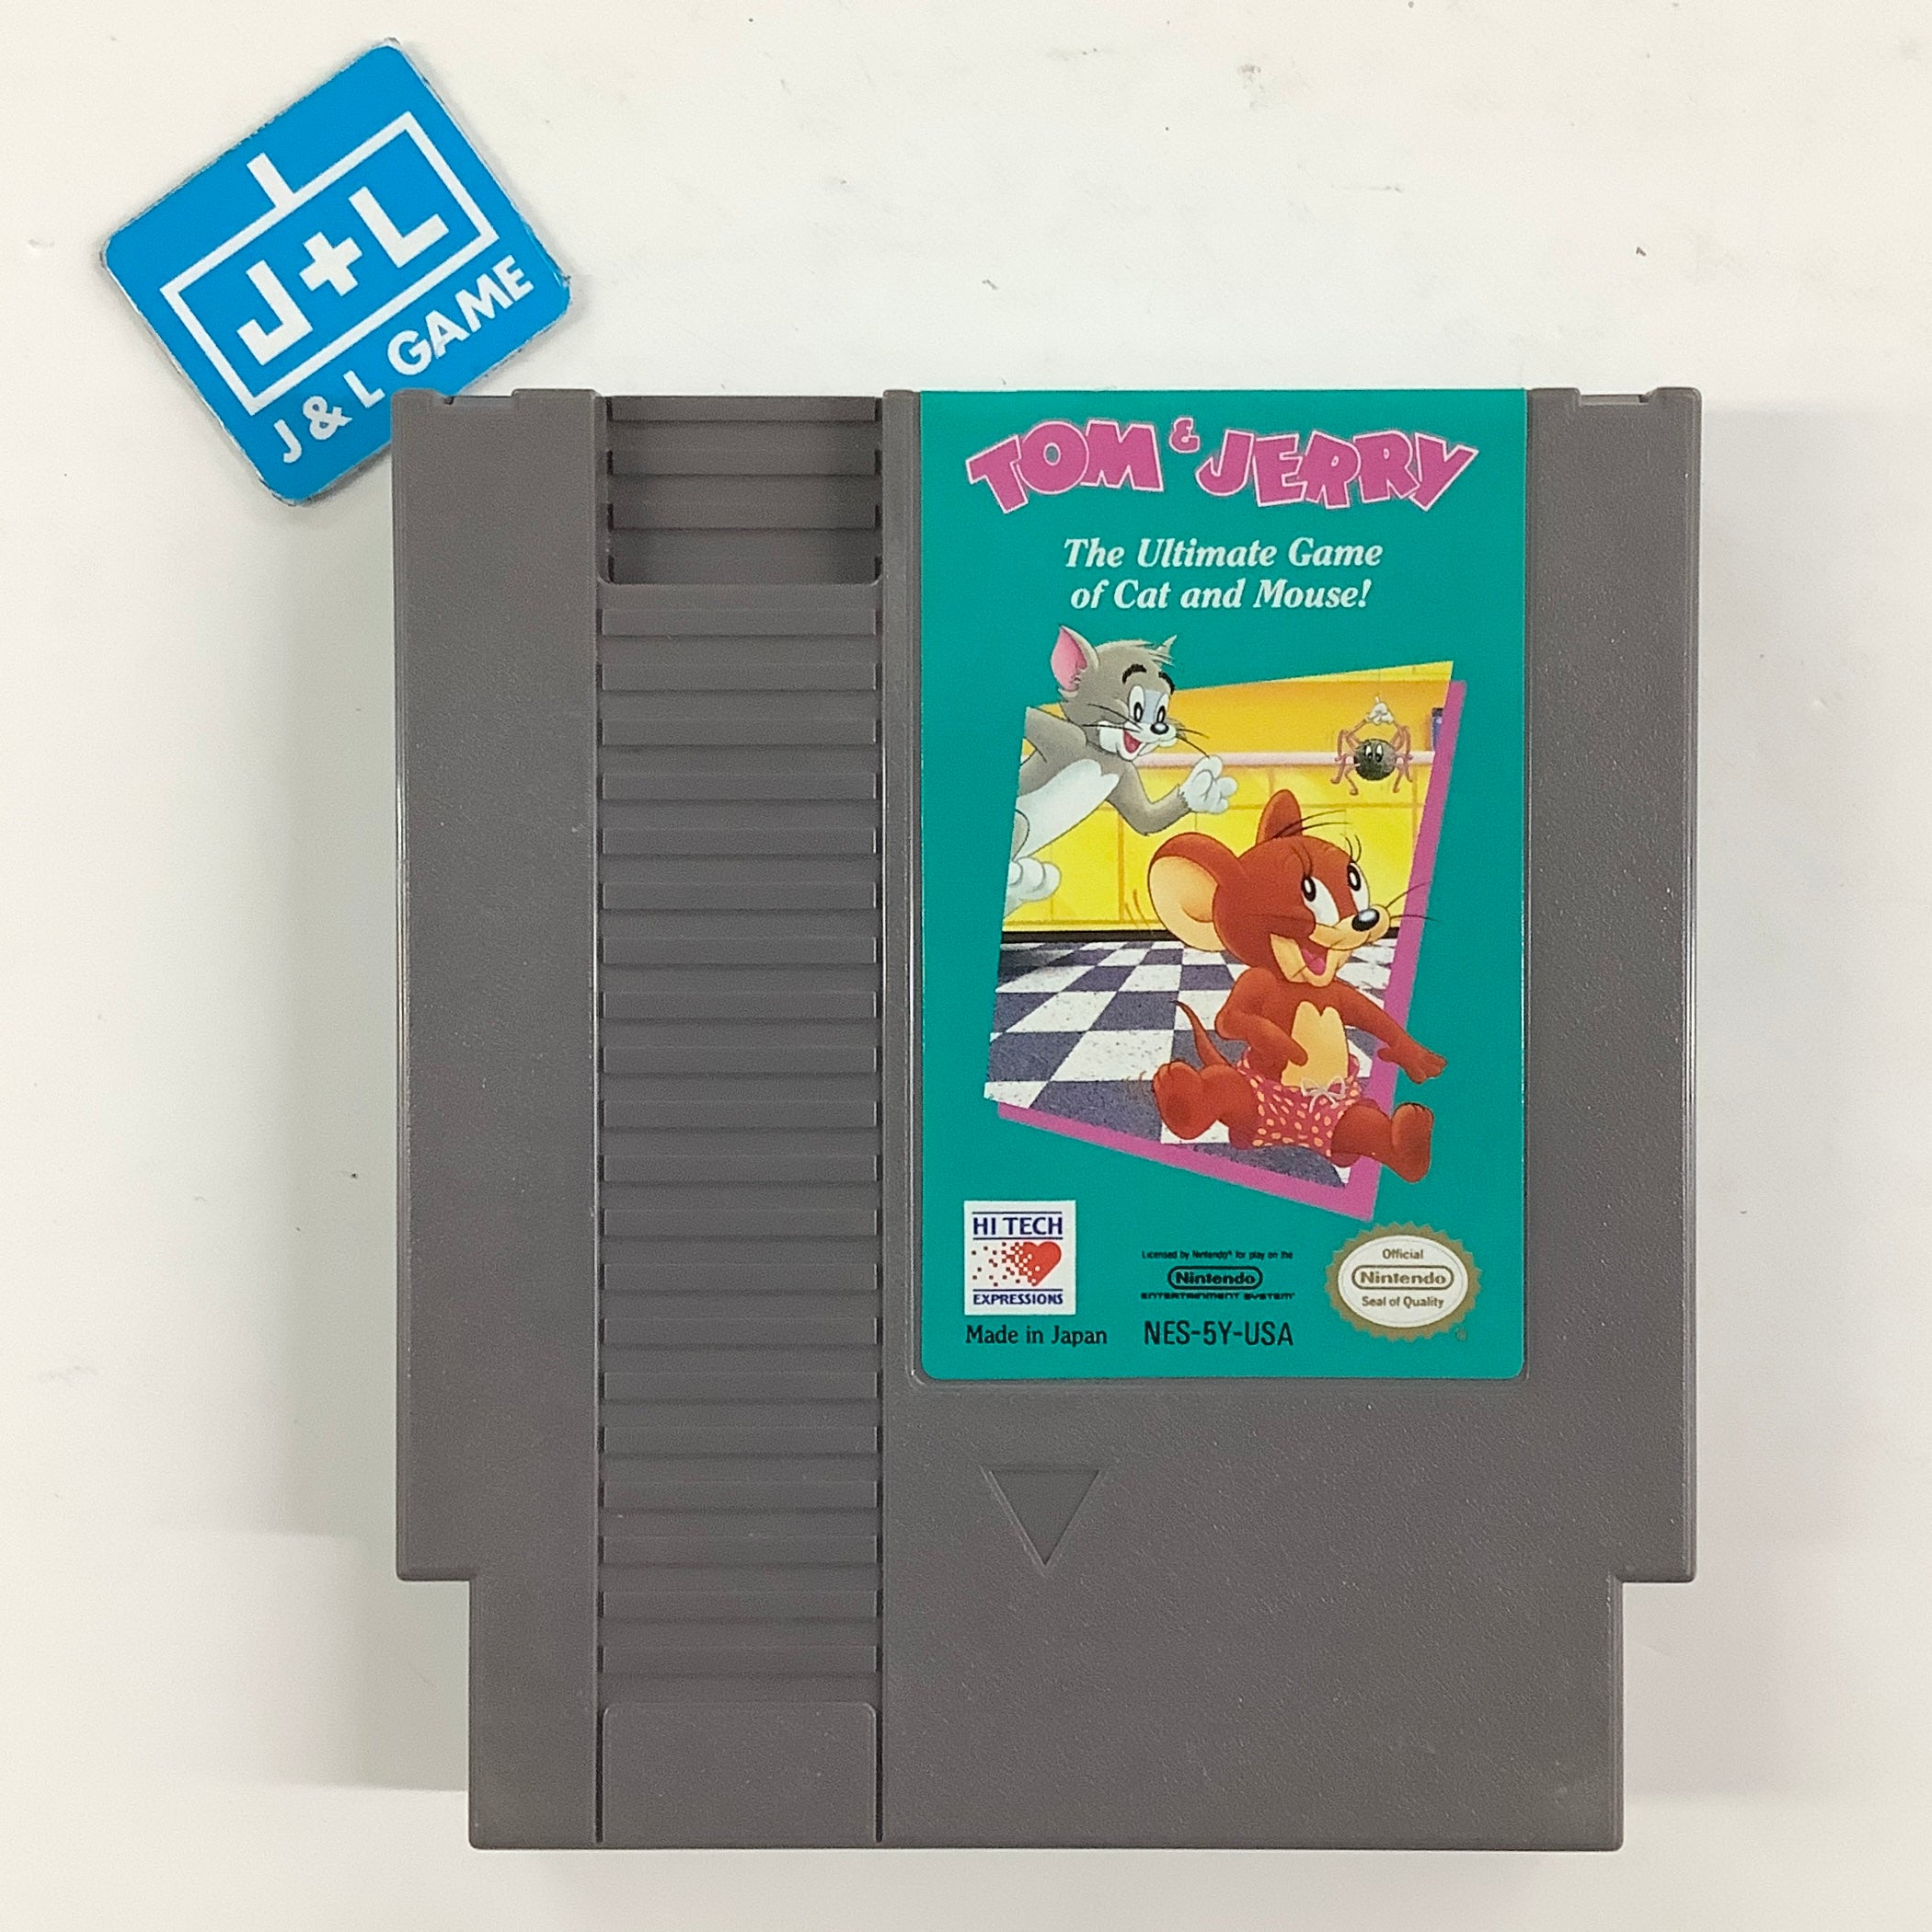 J+L
J & L GAME
TOM & JERRY
The Ultimate Game
of Cat and Mouse!
HI TECH
EXPRESSIONS
Made in Japan
Licensed by Nintendo® for play on the
Nintendo
ENTERTAINMENT SYSTEM
NES-5Y-USA
Official
Nintendo
Seal of Quality